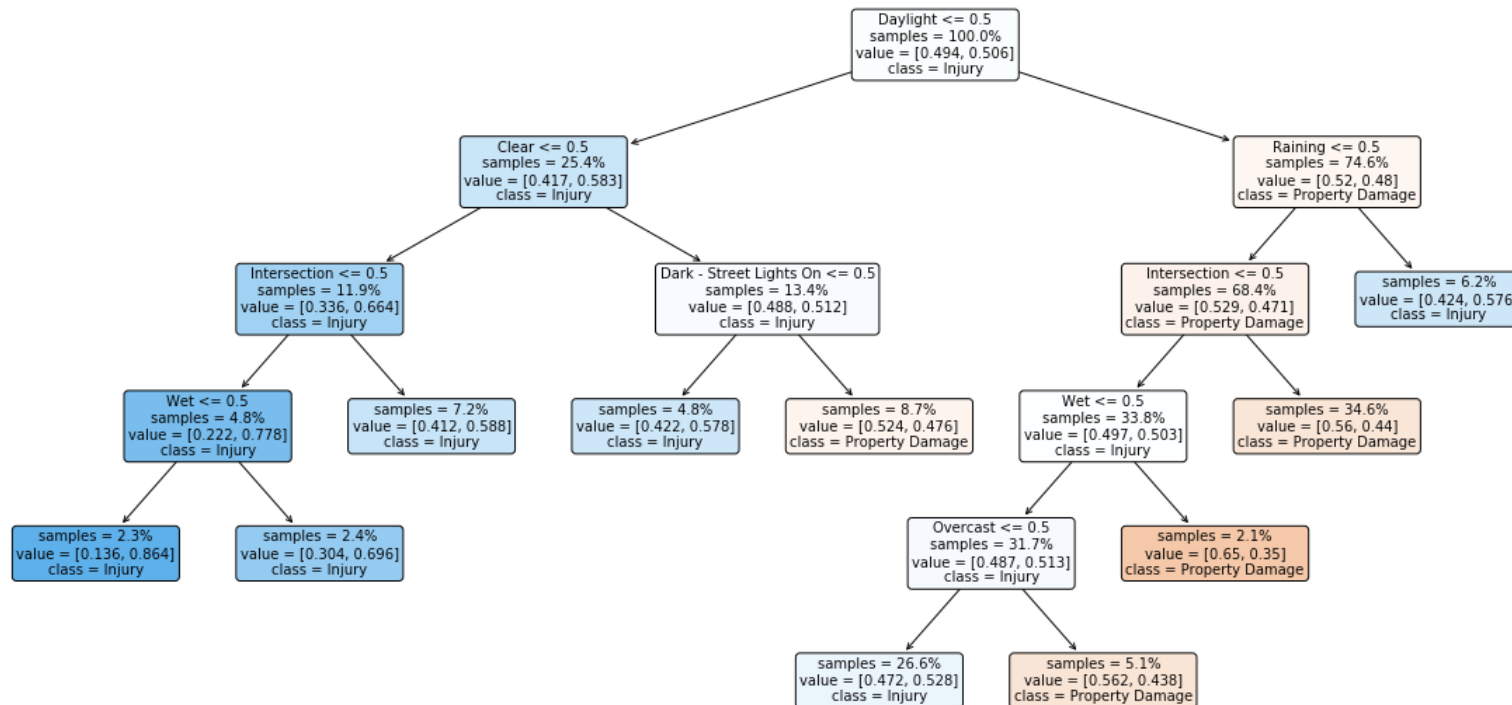 Daylight <= 0.5
samples = 100.0%
value = [0.494, 0.506]
class = Injury
Clear <= 0.5
samples = 25.4%
value = [0.417, 0.583]
class = Injury
Raining <= 0.5
samples = 74.6%
value = [0.52, 0.48]
class = Property Damage
Intersection <= 0.5
samples = 11.9%
value = [0.336, 0.664]
class = Injury
Dark - Street Lights On <= 0.5
samples = 13.4%
value = [0.488, 0.512]
class = Injury
Intersection <= 0.5
samples = 68.4%
value = [0.529, 0.471]
class = Property Damage
samples = 6.2%
value = [0.424, 0.576
class = Injury
Wet <= 0.5
samples = 4.8%
value = [0.222, 0.778]
class = Injury
samples = 7.2%
value = [0.412, 0.588]
class = Injury
samples = 4.8%
value = [0.422, 0.578]
class = Injury
samples = 8.7%
value = [0.524, 0.476]
class = Property Damage
Wet <= 0.5
samples = 33.8%
value = [0.497, 0.503]
class = Injury
samples = 34.6%
value = [0.56, 0.44]
class = Property Damage
samples = 2.3%
value = [0.136, 0.864]
class = Injury
samples = 2.4%
value = [0.304, 0.696]
class = Injury
Overcast <= 0.5
samples = 31.7%
value = [0.487, 0.513]
class = Injury
samples = 2.1%
value = [0.65, 0.35]
class = Property Damage
samples = 26.6%
value = [0.472, 0.528]
class = Injury
samples = 5.1%
value = [0.562, 0.438]
class = Property Damage